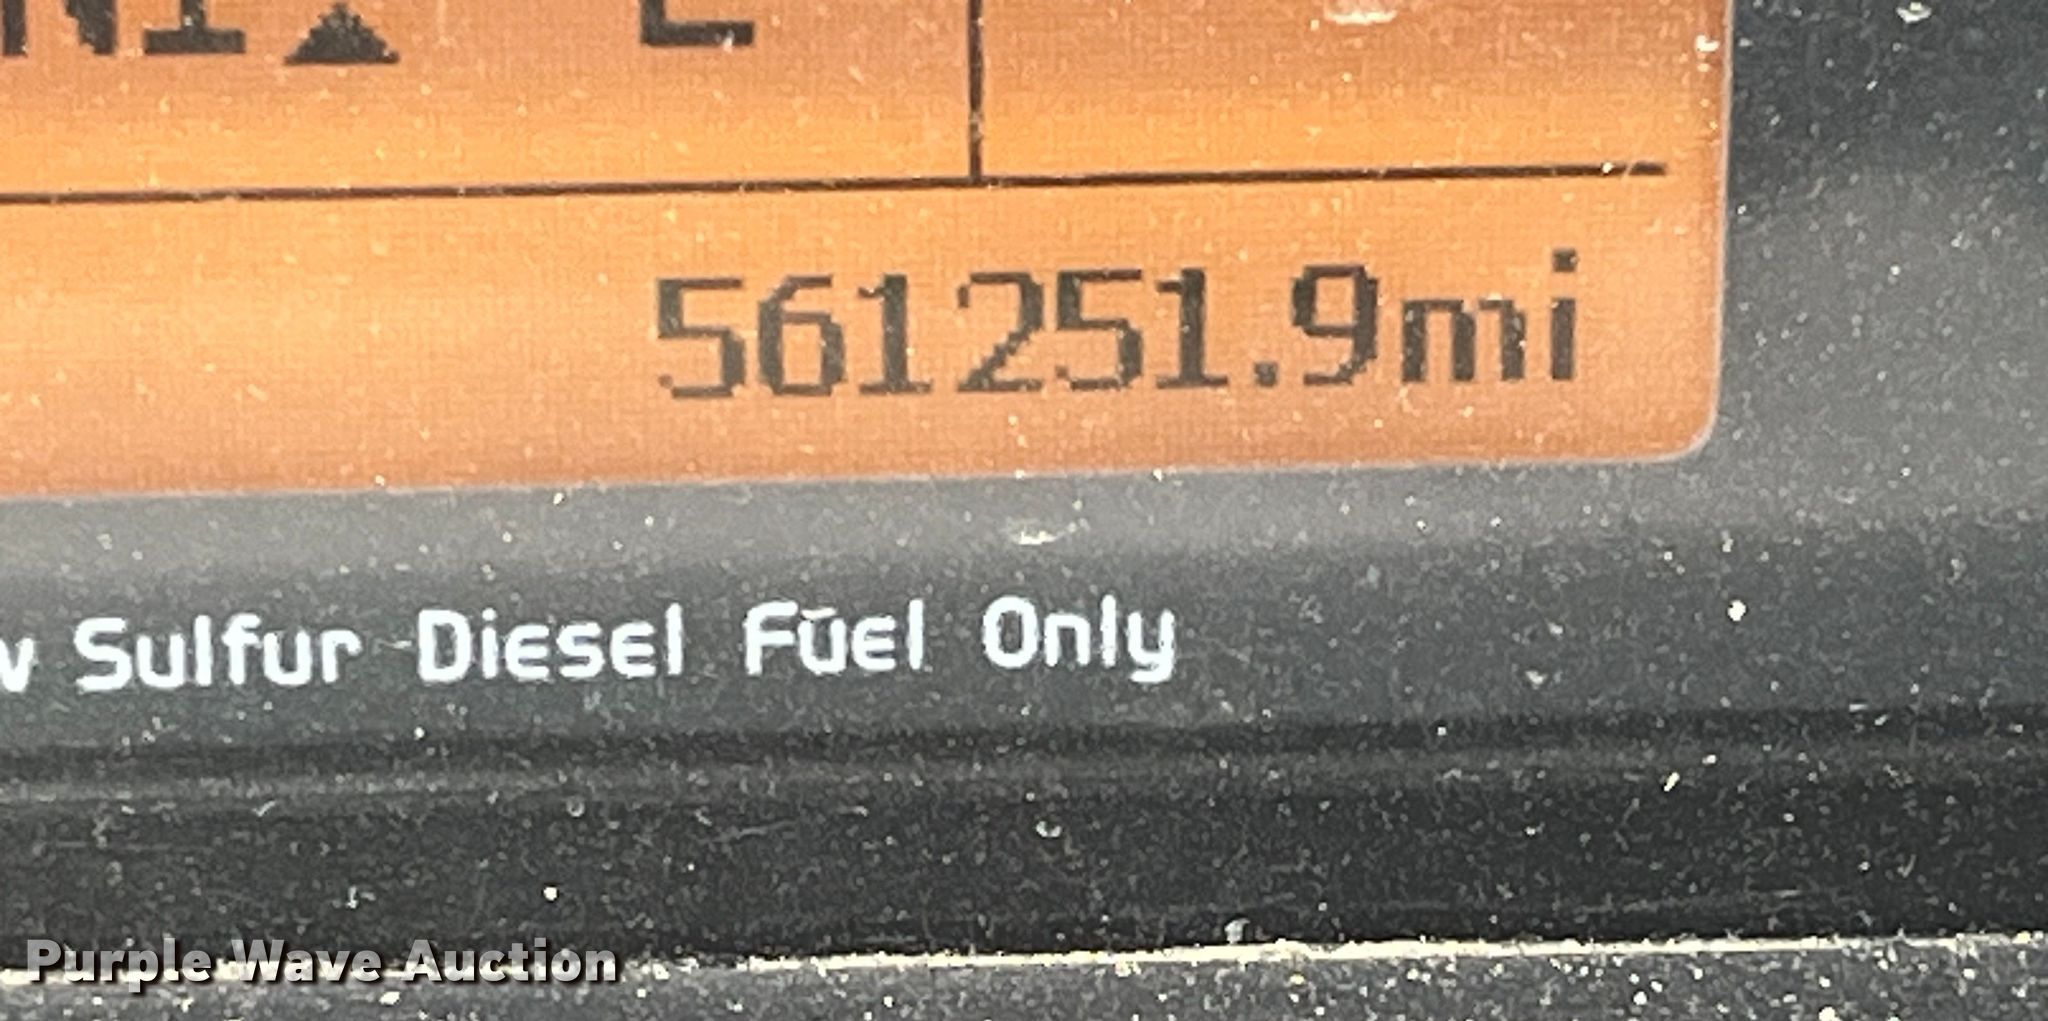 561251.9mi
Sulfur Diesel Fuel Only
Purple Wave Auction